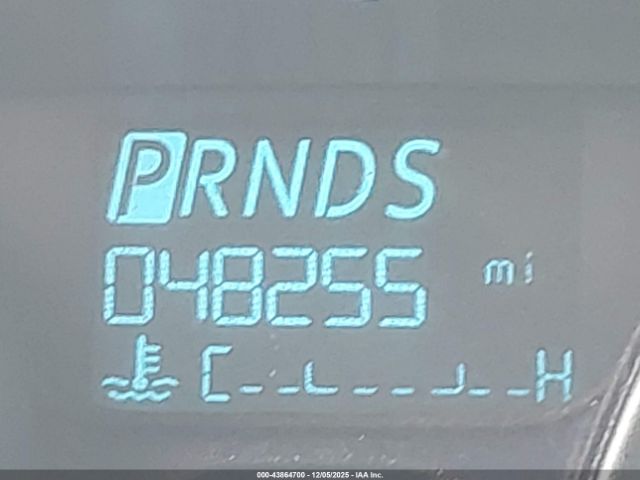 PRNDS
048255 mi
C H
000-43864700 - 12/05/2025 - IAA Inc.